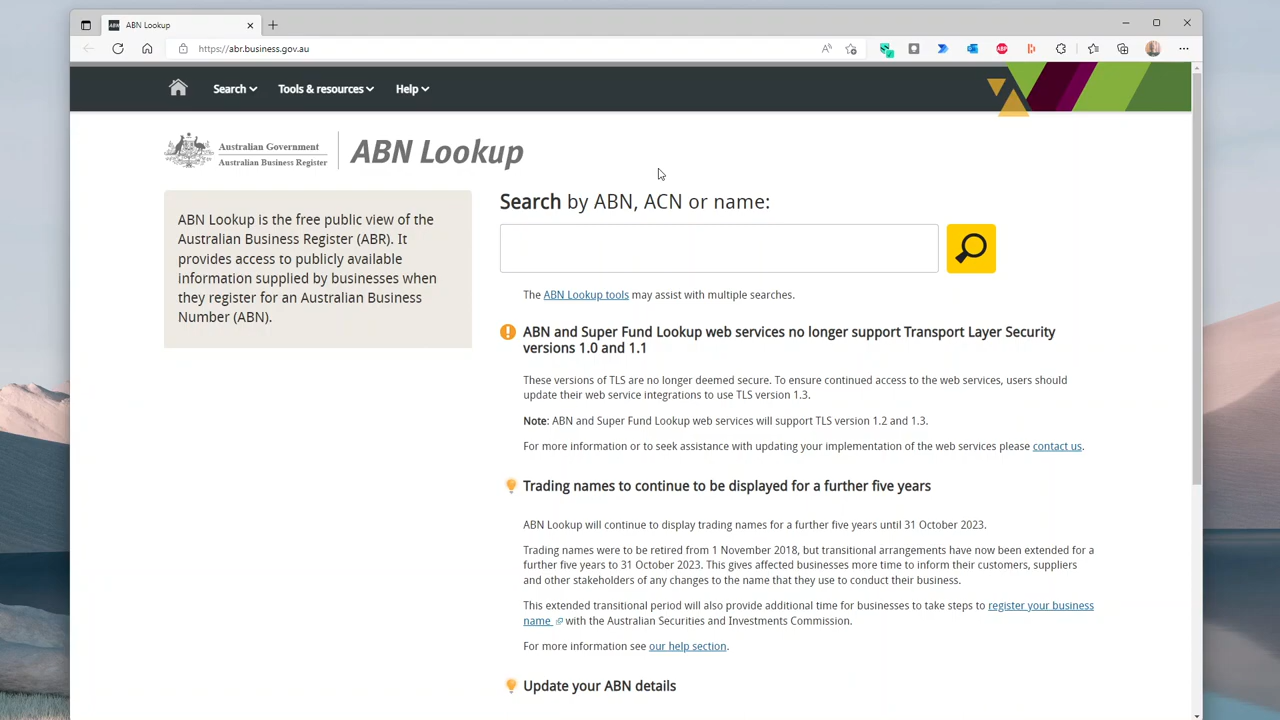 ABN Lookup
https://abr.business.gov.au
Search
Tools & resources
Help
Australian Government
Australian Business Register
ABN Lookup
ABN Lookup is the free public view of the
Australian Business Register (ABR). It
provides access to publicly available
information supplied by businesses when
they register for an Australian Business
Number (ABN).
Search by ABN, ACN or name:
The ABN Lookup tools may assist with multiple searches.
ABN and Super Fund Lookup web services no longer support Transport Layer Security
versions 1.0 and 1.1
These versions of TLS are no longer deemed secure. To ensure continued access to the web services, users should
update their web service integrations to use TLS version 1.3.
Note: ABN and Super Fund Lookup web services will support TLS version 1.2 and 1.3.
For more information or to seek assistance with updating your implementation of the web services please contact us.
Trading names to continue to be displayed for a further five years
ABN Lookup will continue to display trading names for a further five years until 31 October 2023.
Trading names were to be retired from 1 November 2018, but transitional arrangements have now been extended for a
further five years to 31 October 2023. This gives affected businesses more time to inform their customers, suppliers
and other stakeholders of any changes to the name that they use to conduct their business.
This extended transitional period will also provide additional time for businesses to take steps to register your business
name with the Australian Securities and Investments Commission.
For more information see our help section.
Update your ABN details